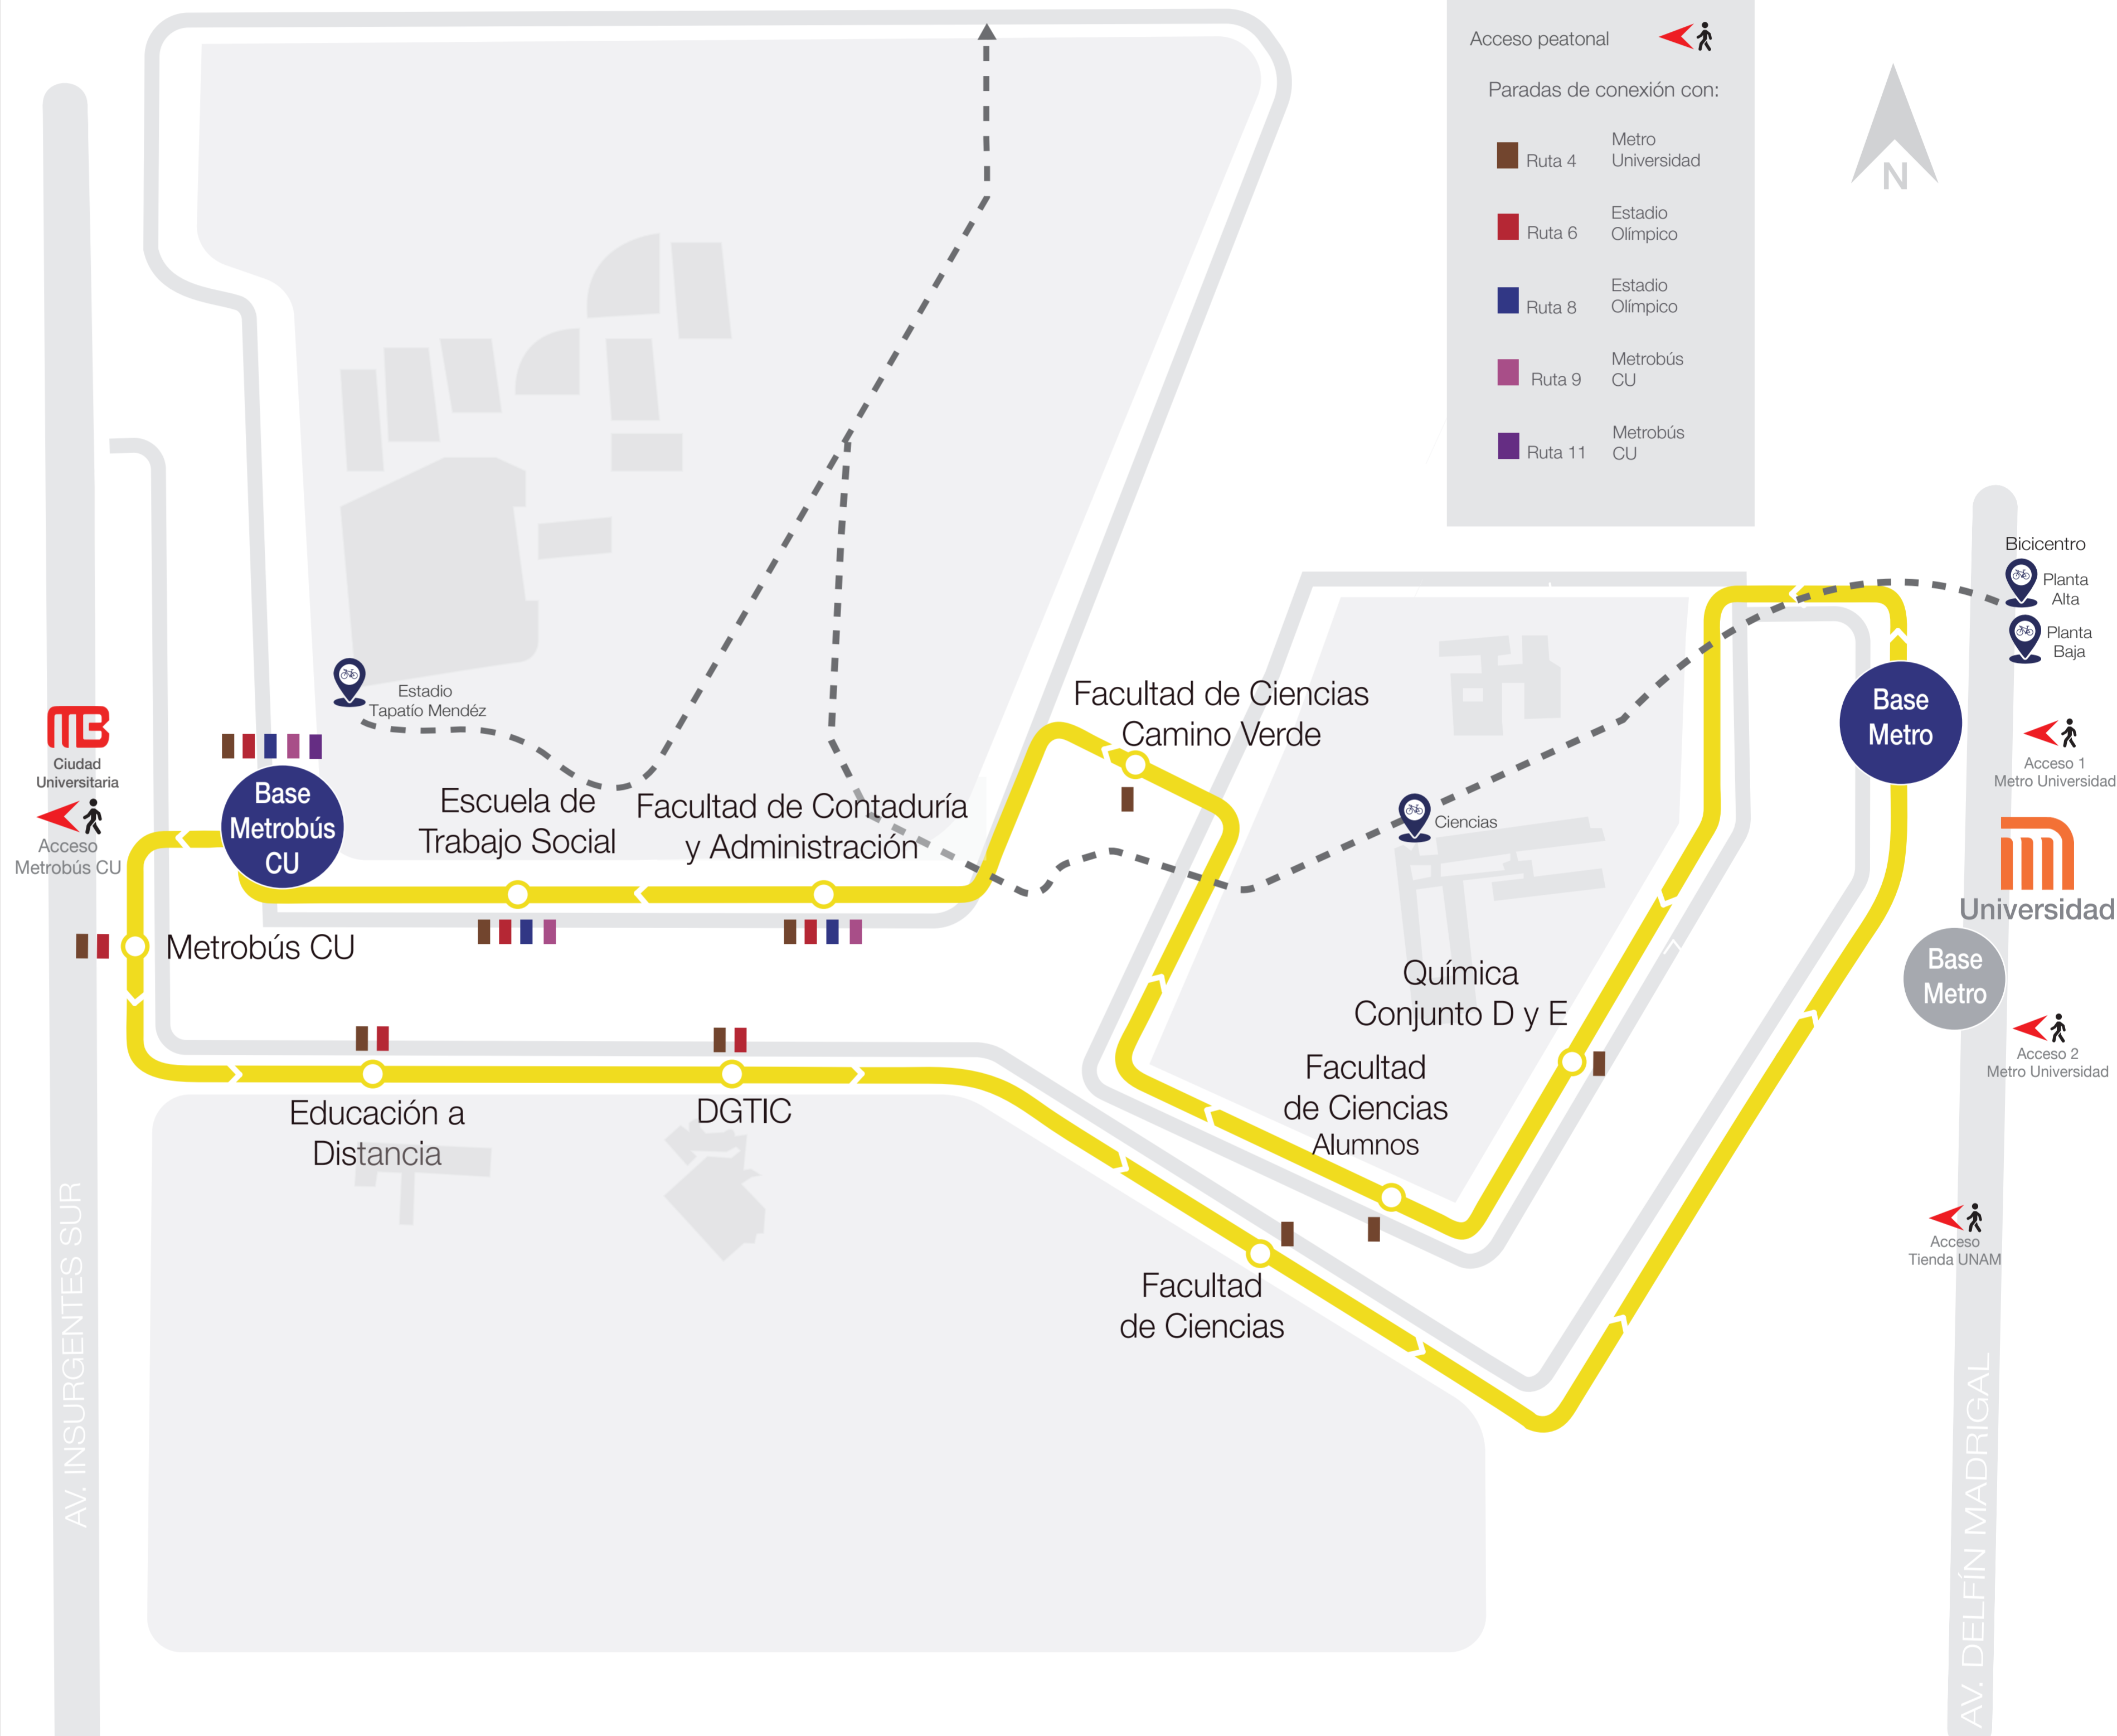 Acceso peatonal
Paradas de conexión con:
Ruta 4
Metro
Universidad
Ruta 6
Estadio
Olímpico
Ruta 8
Estadio
Olímpico
Ruta 9
Metrobús
CU
Ruta 11
Metrobús
CU
N
Bicicentro
Planta
Alta
Planta
Baja
Base
Metro
Acceso 1
Metro Universidad
Universidad
Base
Metro
Acceso 2
Metro Universidad
Acceso
Tienda UNAM
AV. DELFÍN MADRIGAL
Facultad de Ciencias
Camino Verde
Ciencias
Química
Conjunto D y E
Facultad
de Ciencias
Alumnos
Facultad
de Ciencias
Estadio
Tapatío Mendéz
MB
Ciudad
Universitaria
Acceso
Metrobús CU
Base
Metrobús
CU
Escuela de
Trabajo Social
Facultad de Contaduría
y Administración
Metrobús CU
Educación a
Distancia
DGTIC
AV. INSURGENTES SUR